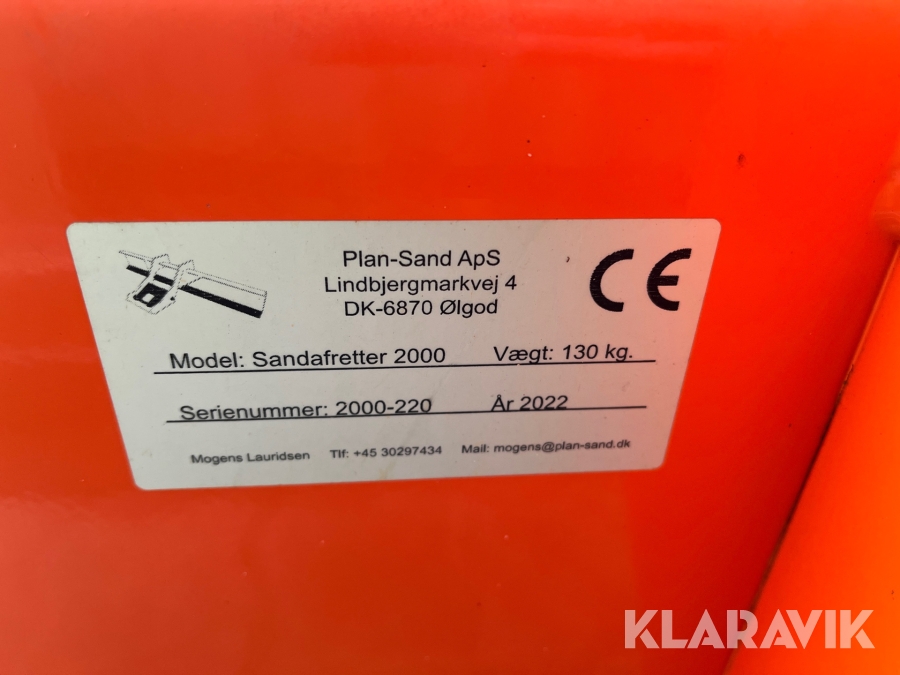 Plan-Sand ApS
Lindbjergmarkvej 4
DK-6870 Ølgod
CE
Model: Sandafretter 2000 Vægt: 130 kg.
Serienummer: 2000-220 År 2022
Mogens Lauridsen Tlf: +45 30297434 Mail: mogens@plan-sand.dk
KLARAVIK